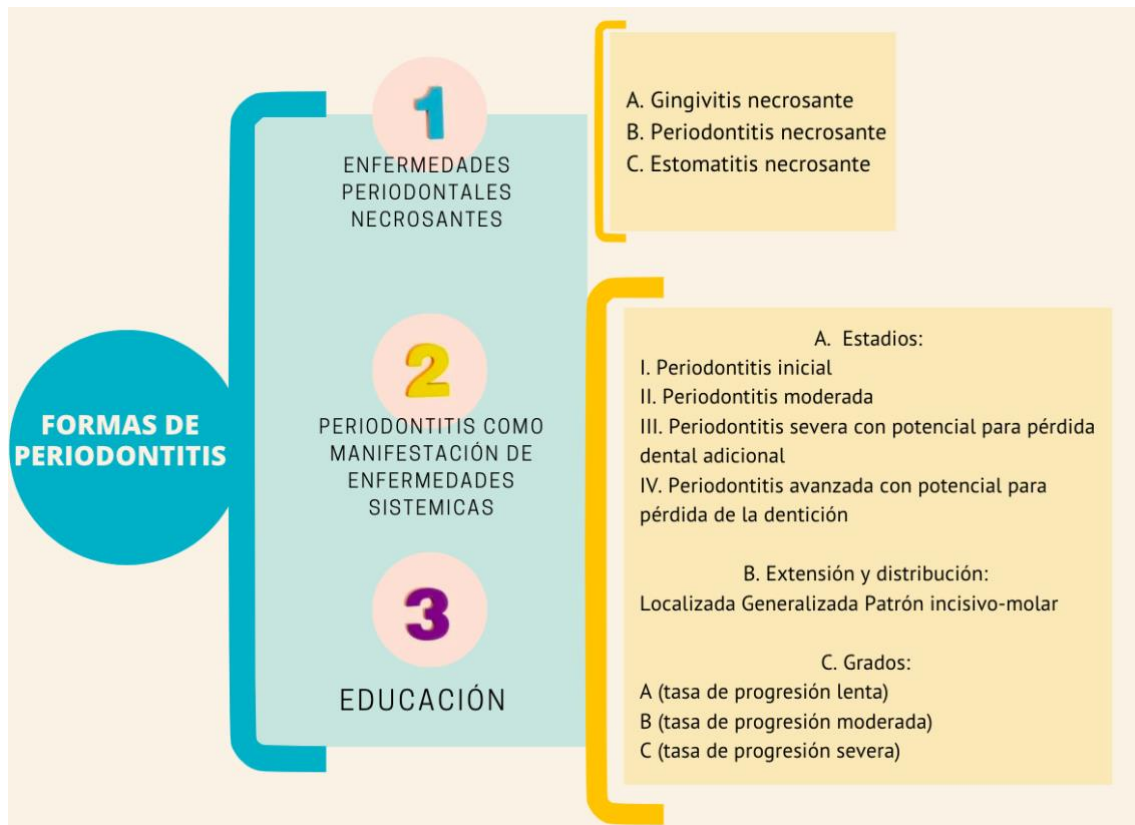 FORMAS DE
PERIODONTITIS
1
ENFERMEDADES
PERIODONTALES
NECROSANTES
A. Gingivitis necrosante
B. Periodontitis necrosante
C. Estomatitis necrosante
2
PERIODONTITIS COMO
MANIFESTACIÓN DE
ENFERMEDADES
SISTEMICAS
3
EDUCACIÓN
A. Estadios:
I. Periodontitis inicial
II. Periodontitis moderada
III. Periodontitis severa con potencial para pérdida
dental adicional
IV. Periodontitis avanzada con potencial para
pérdida de la dentición
B. Extensión y distribución:
Localizada Generalizada Patrón incisivo-molar
C. Grados:
A (tasa de progresión lenta)
B (tasa de progresión moderada)
C (tasa de progresión severa)